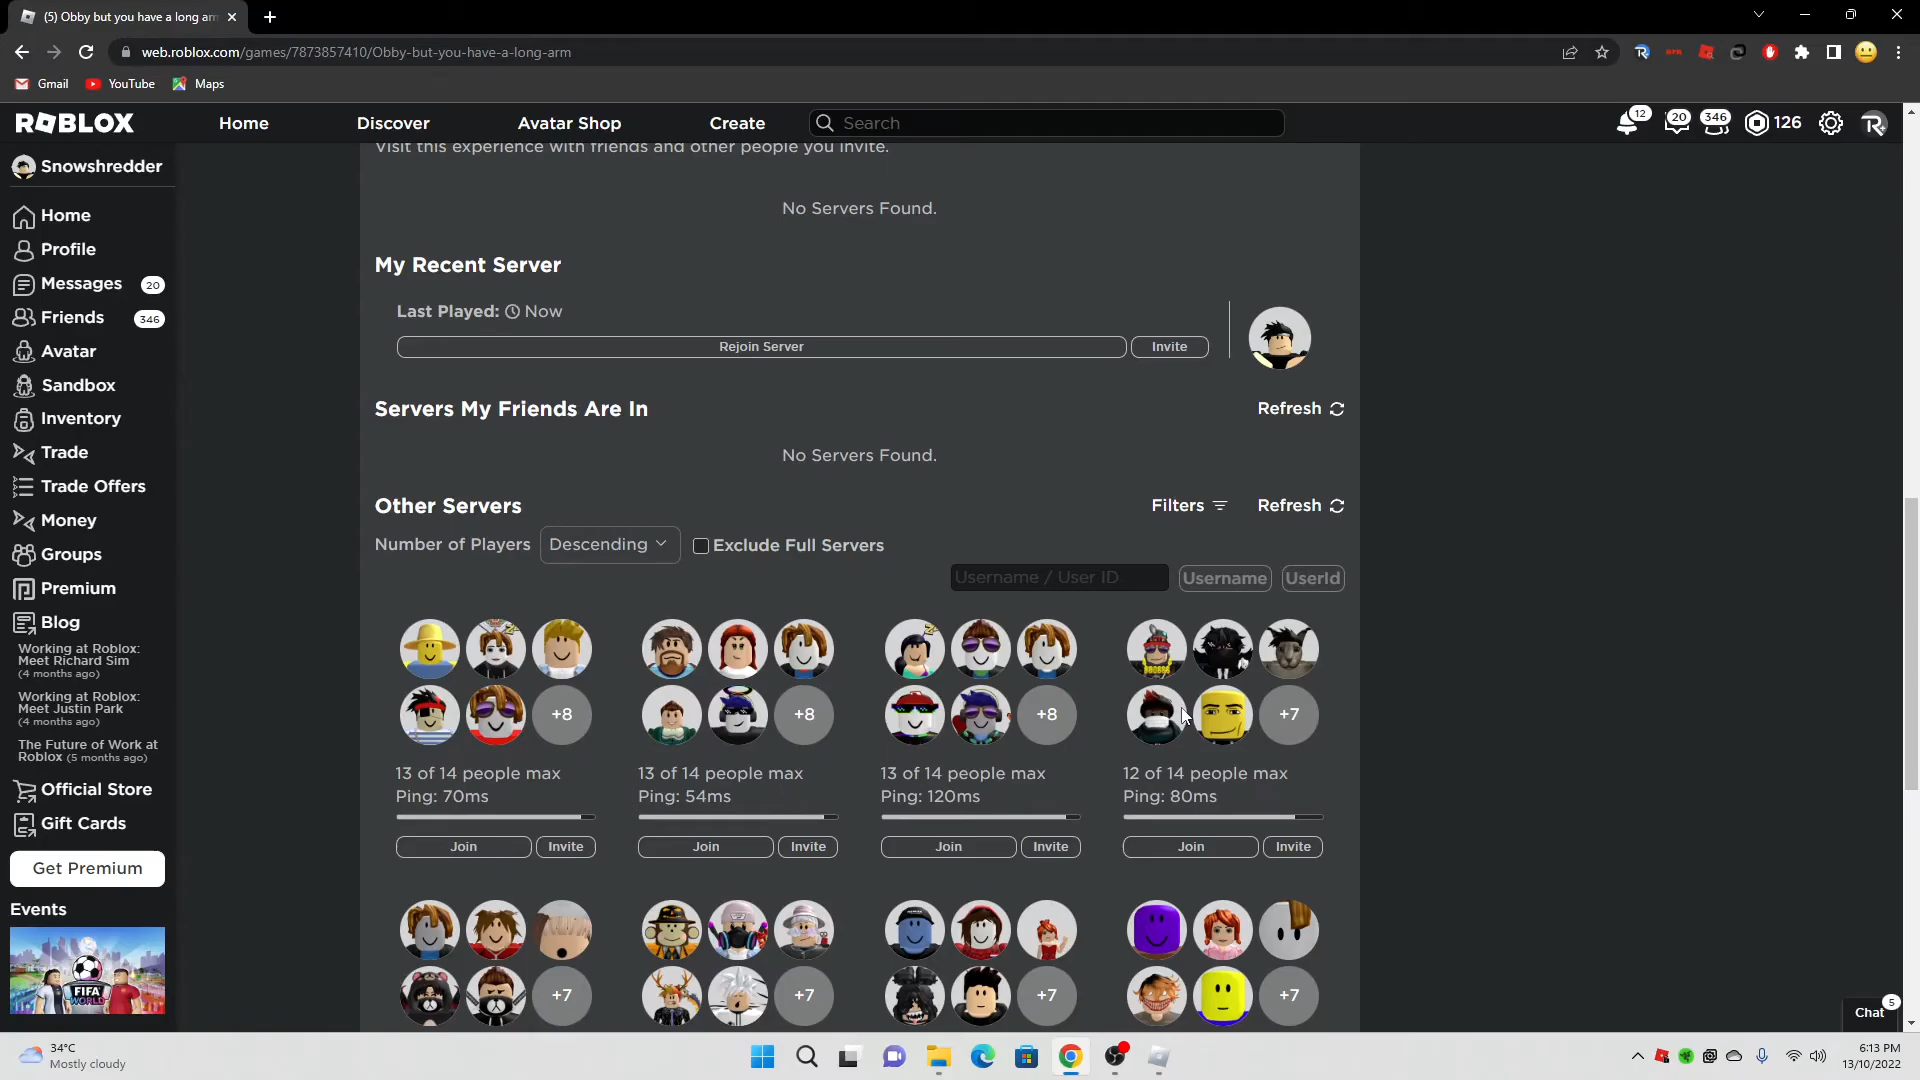 (5) Obby but you have a long arm
web.roblox.com/games/7873857410/Obby-but-you-have-a-long-arm
Gmail
YouTube
Maps
ROBLOX
Home
Discover
Avatar Shop
Create
Search
12
20
346
126
Snowshredder
Home
Profile
Messages 20
Friends 346
Avatar
Sandbox
Inventory
Trade
Trade Offers
Money
Groups
Premium
Blog
Working at Roblox:
Meet Richard Sim
(4 months ago)
Working at Roblox:
Meet Justin Park
(4 months ago)
The Future of Work at
Roblox (5 months ago)
Official Store
Gift Cards
Get Premium
Events
FIFA
WORLD
Visit this experience with friends and other people you invite.
No Servers Found.
My Recent Server
Last Played: Now
Rejoin Server
Invite
Servers My Friends Are In
Refresh
No Servers Found.
Other Servers
Filters
Refresh
Number of Players
Descending
Exclude Full Servers
Username / User ID
Username
UserId
+8
+8
+8
+7
13 of 14 people max
Ping: 70ms
Join
Invite
13 of 14 people max
Ping: 54ms
Join
Invite
13 of 14 people max
Ping: 120ms
Join
Invite
12 of 14 people max
Ping: 80ms
Join
Invite
+7
+7
+7
+7
Chat
5
34°C
Mostly cloudy
6:13 PM
13/10/2022